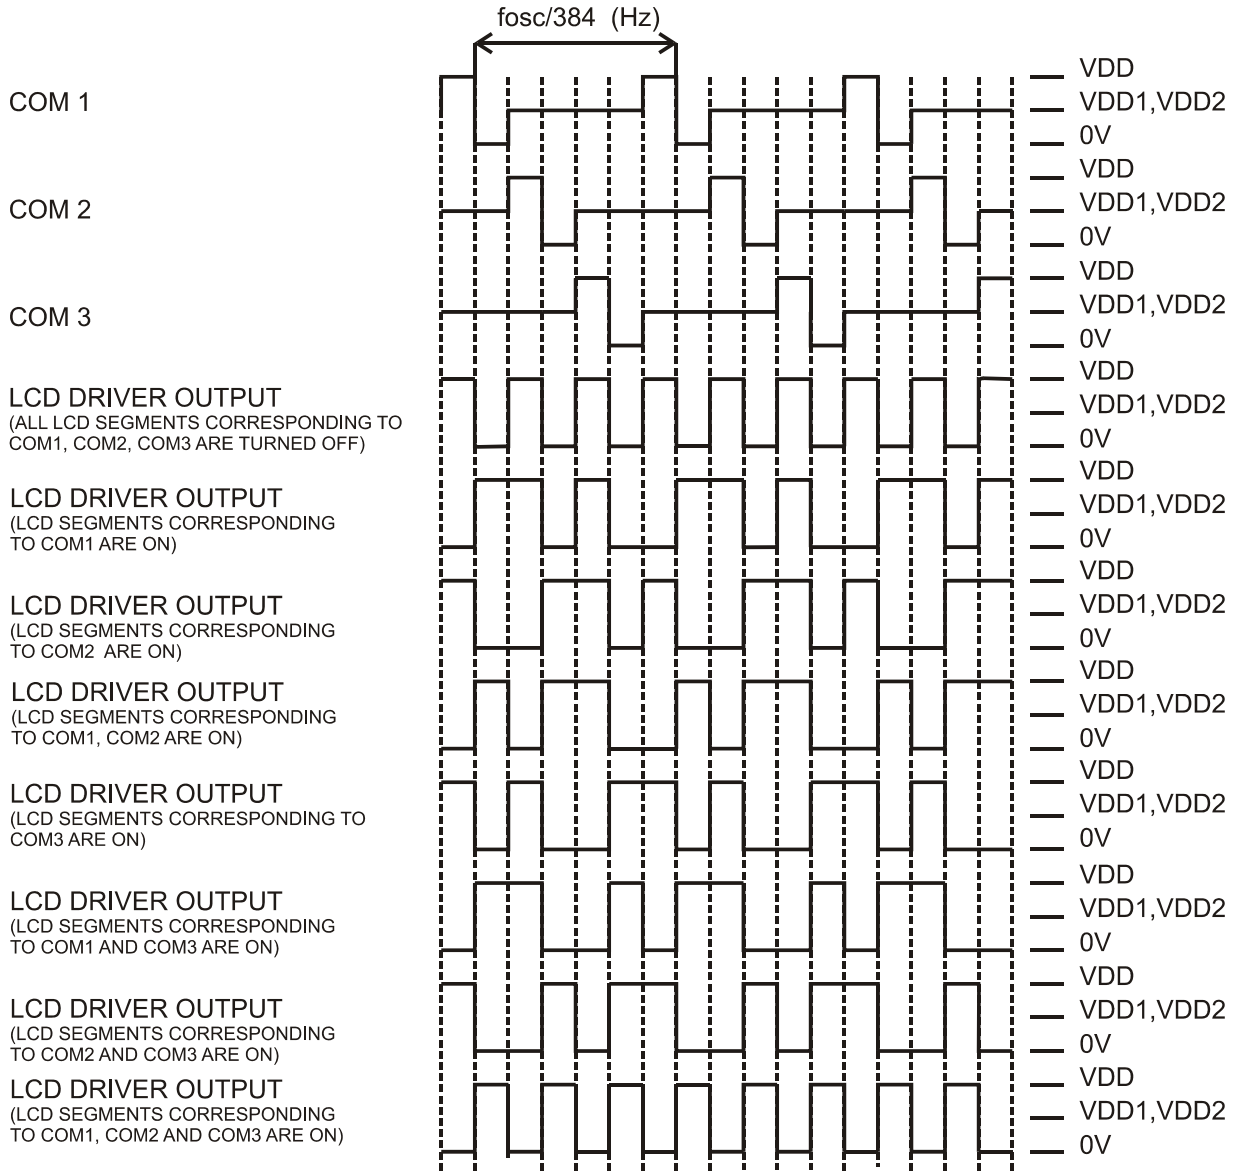 fosc/384 (Hz)
COM 1
VDD
VDD1,VDD2
0V
COM 2
VDD
VDD1,VDD2
0V
COM 3
VDD
VDD1,VDD2
0V
LCD DRIVER OUTPUT
(ALL LCD SEGMENTS CORRESPONDING TO
COM1, COM2, COM3 ARE TURNED OFF)
VDD
VDD1,VDD2
0V
LCD DRIVER OUTPUT
(LCD SEGMENTS CORRESPONDING
TO COM1 ARE ON)
VDD
VDD1,VDD2
0V
LCD DRIVER OUTPUT
(LCD SEGMENTS CORRESPONDING
TO COM2 ARE ON)
VDD
VDD1,VDD2
0V
LCD DRIVER OUTPUT
(LCD SEGMENTS CORRESPONDING
TO COM1, COM2 ARE ON)
VDD
VDD1,VDD2
0V
LCD DRIVER OUTPUT
(LCD SEGMENTS CORRESPONDING TO
COM3 ARE ON)
VDD
VDD1,VDD2
0V
LCD DRIVER OUTPUT
(LCD SEGMENTS CORRESPONDING
TO COM1 AND COM3 ARE ON)
VDD
VDD1,VDD2
0V
LCD DRIVER OUTPUT
(LCD SEGMENTS CORRESPONDING
TO COM2 AND COM3 ARE ON)
VDD
VDD1,VDD2
0V
LCD DRIVER OUTPUT
(LCD SEGMENTS CORRESPONDING
TO COM1, COM2 AND COM3 ARE ON)
VDD
VDD1,VDD2
0V